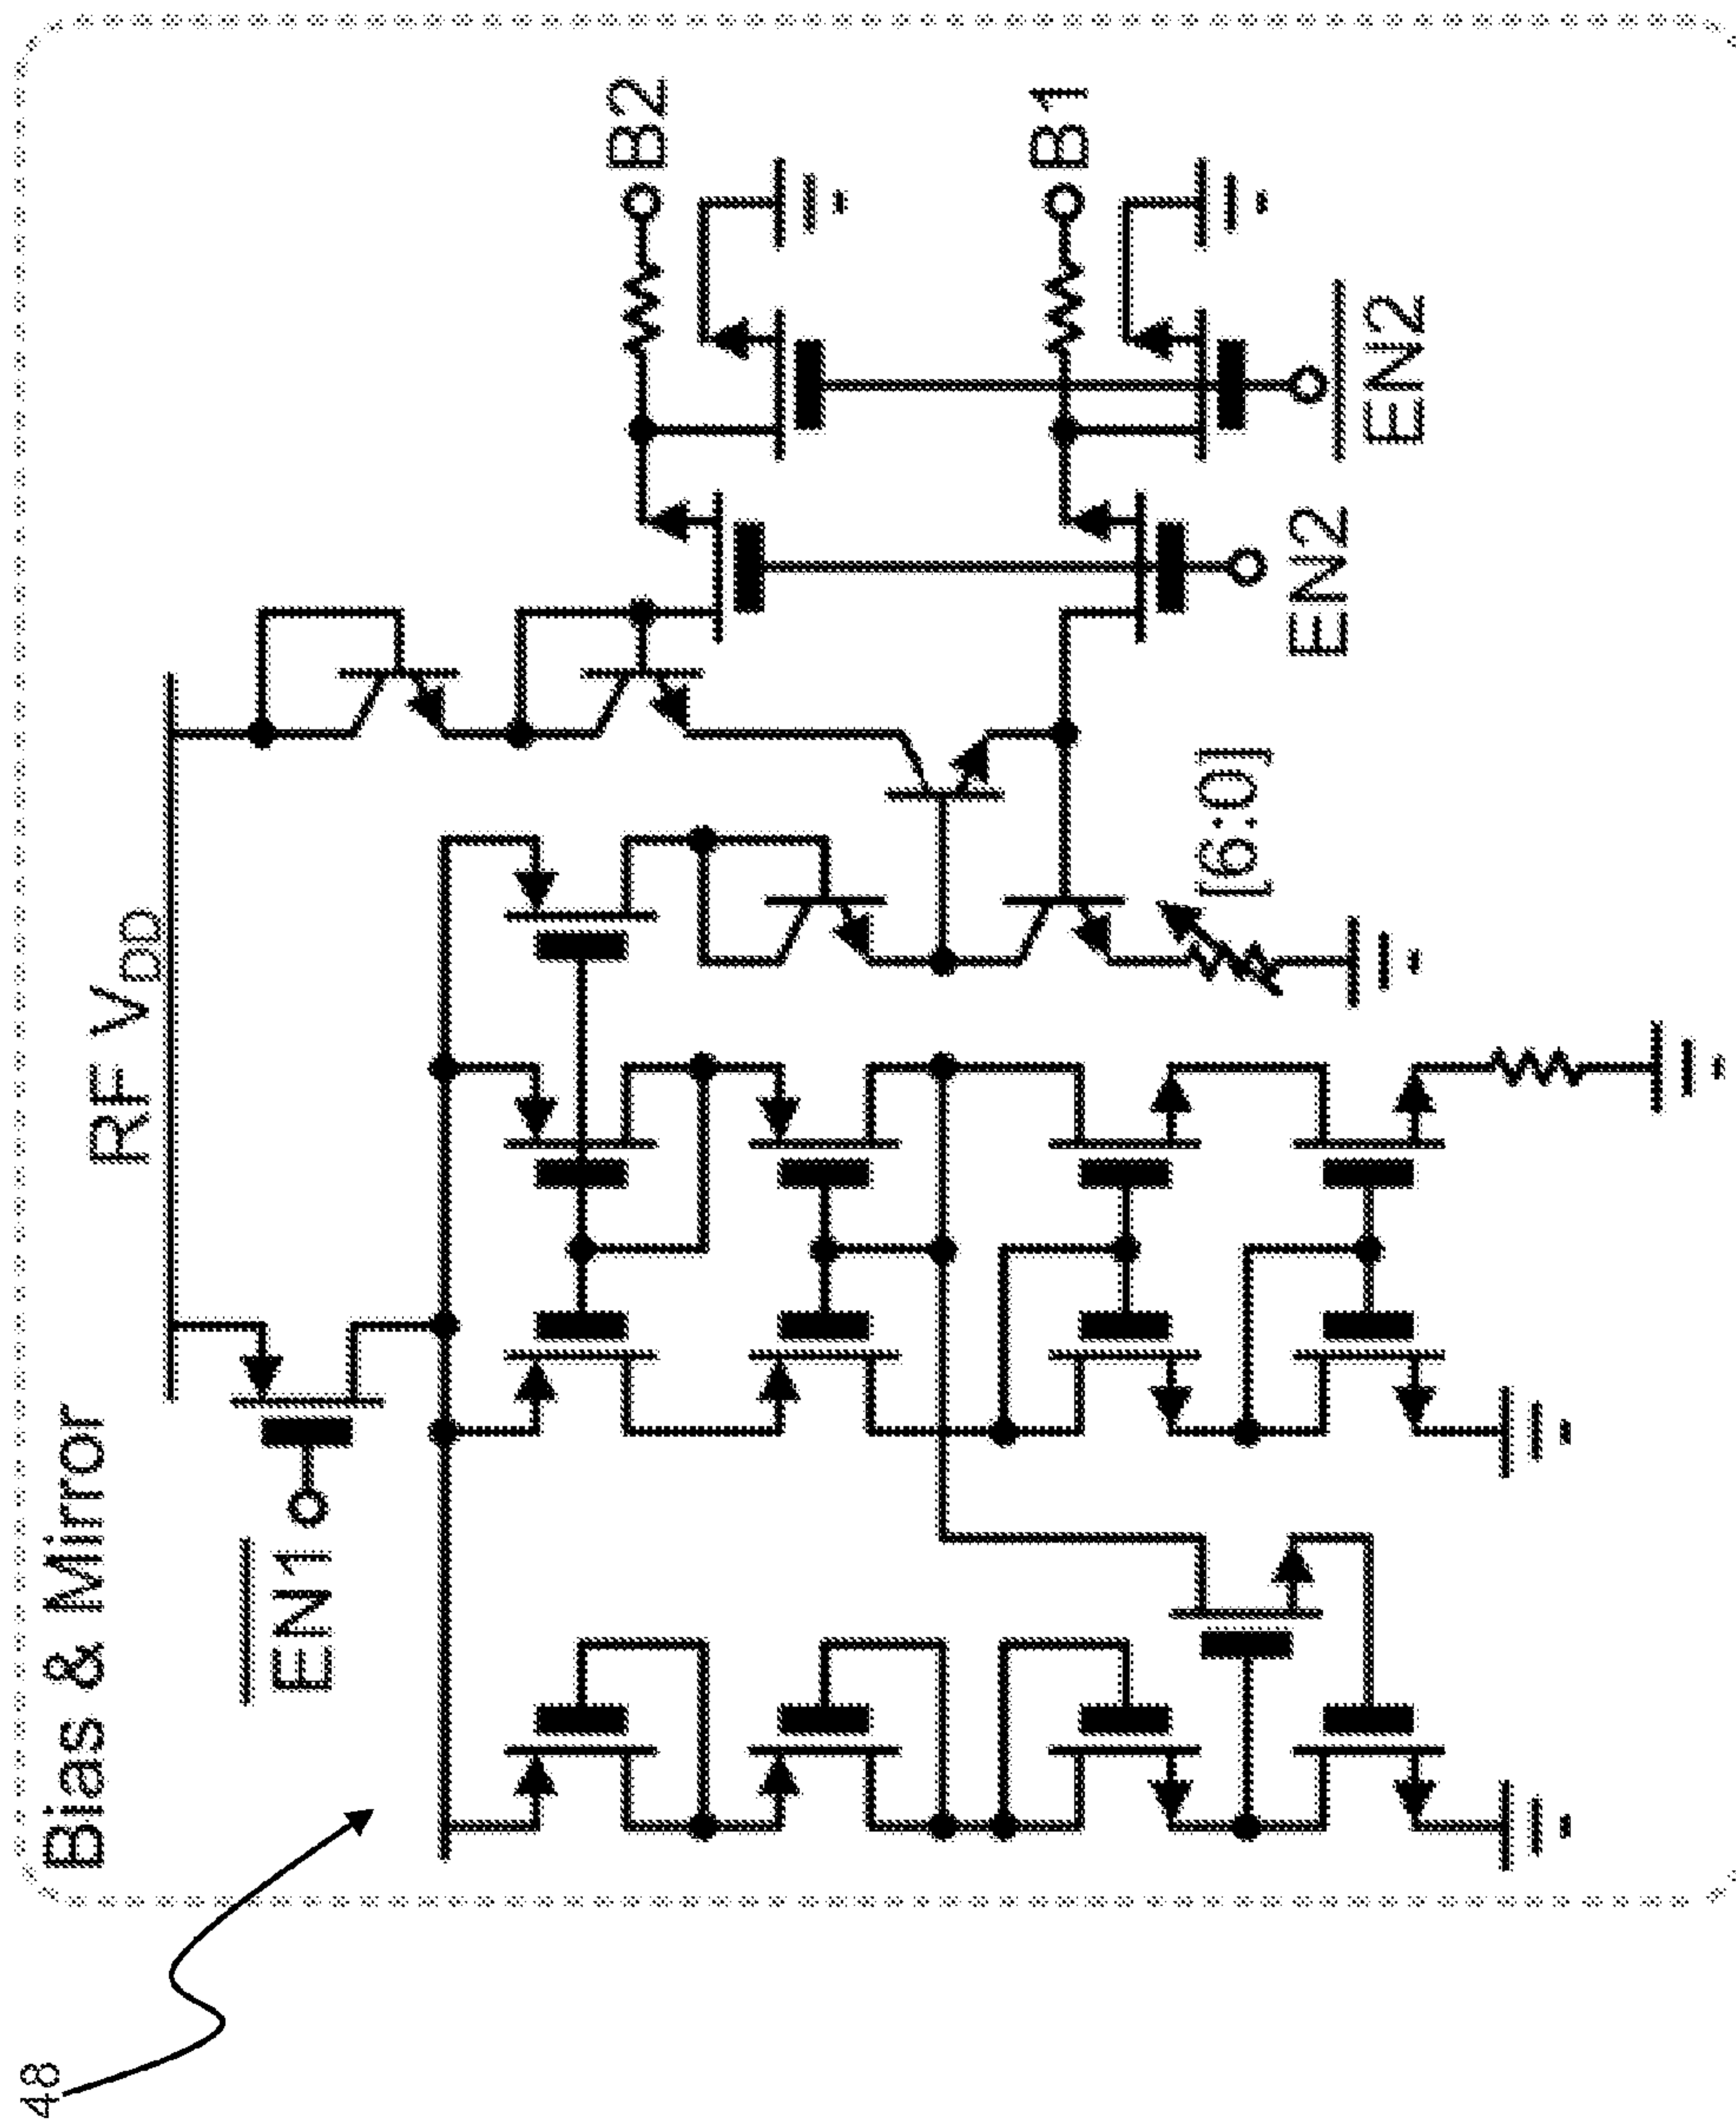 48
Bias & Mirror
RF VDD
EN1
B2
B1
EN2
EN2
[6:0]